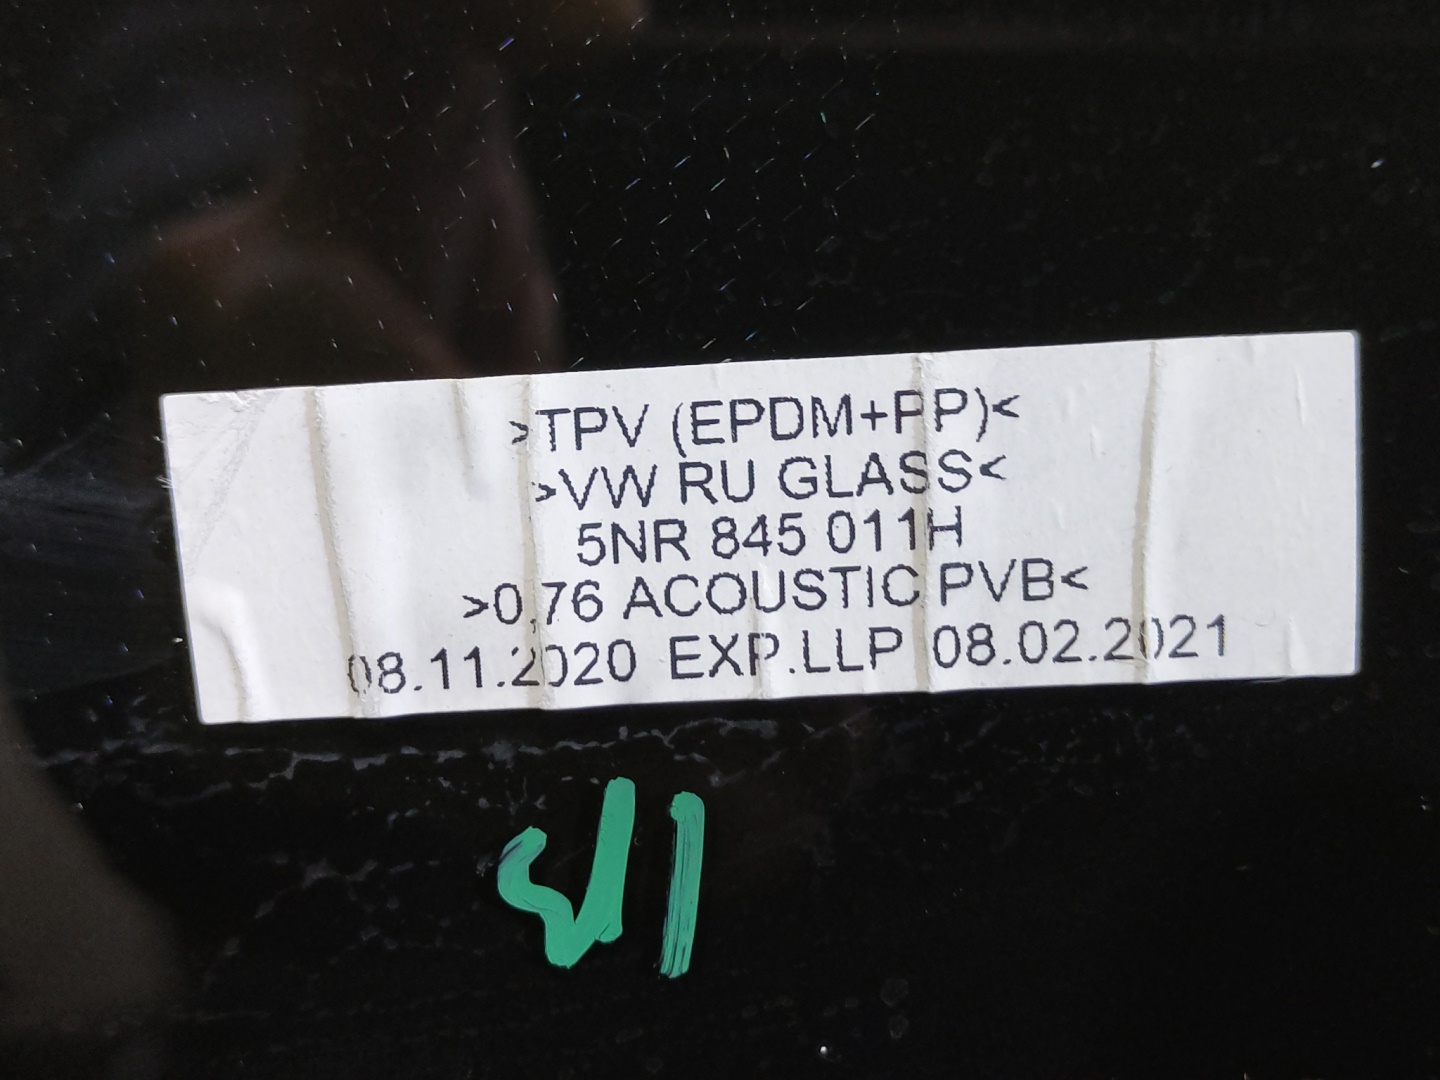 >TPV (EPDM+PP)<
>VW RU GLASS<
5NR 845 011H
>0,76 ACOUSTIC PVB<
08.11.2020 EXP.LLP 08.02.2021